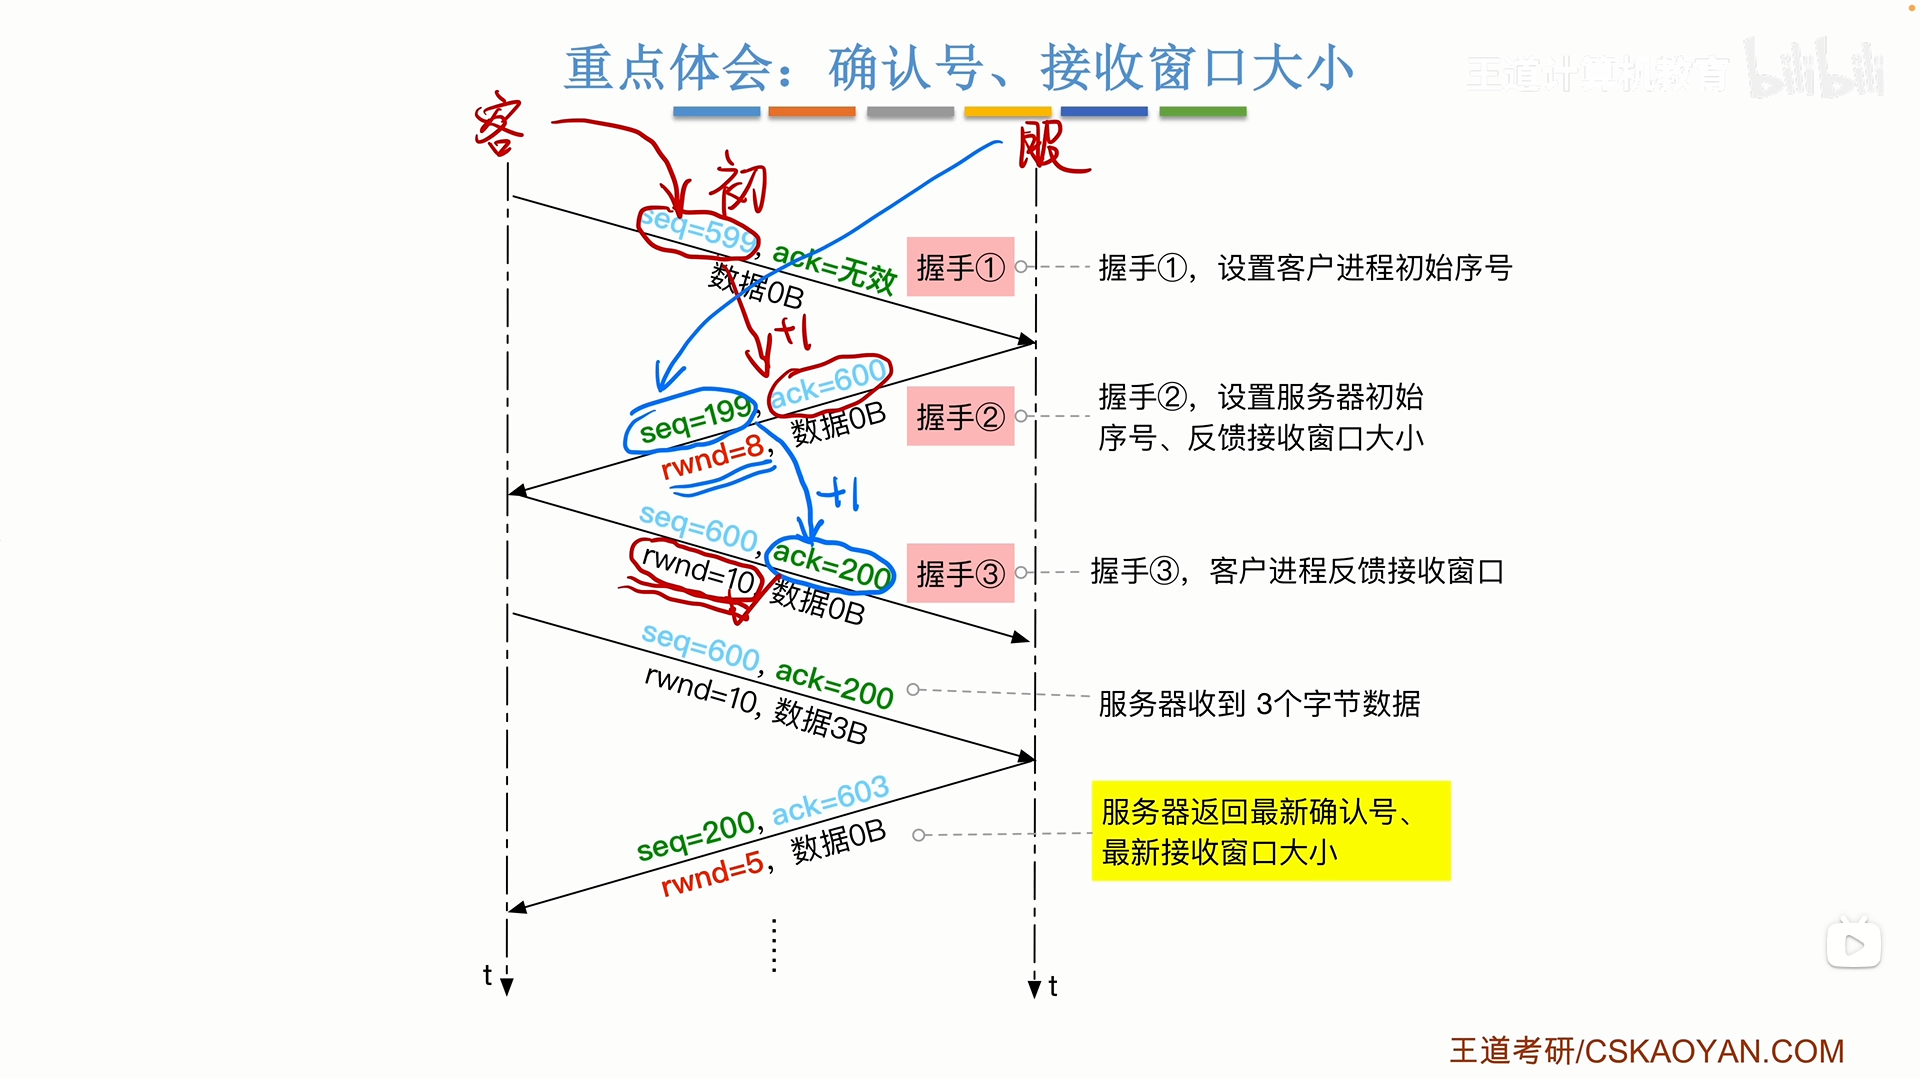 重点体会：确认号、接收窗口大小
王道计算机教育 bilibili
客
服
初
seq=599, ack=无效
数据0B
握手①
握手①，设置客户进程初始序号
+1
seq=199, ack=600
rwnd=8, 数据0B
握手②
握手②，设置服务器初始
序号、反馈接收窗口大小
+1
seq=600, ack=200
rwnd=10, 数据0B
握手③
握手③，客户进程反馈接收窗口
seq=600, ack=200
rwnd=10, 数据3B
服务器收到 3个字节数据
seq=200, ack=603
rwnd=5, 数据0B
服务器返回最新确认号、
最新接收窗口大小
......
t
t
王道考研/CSKAOYAN.COM